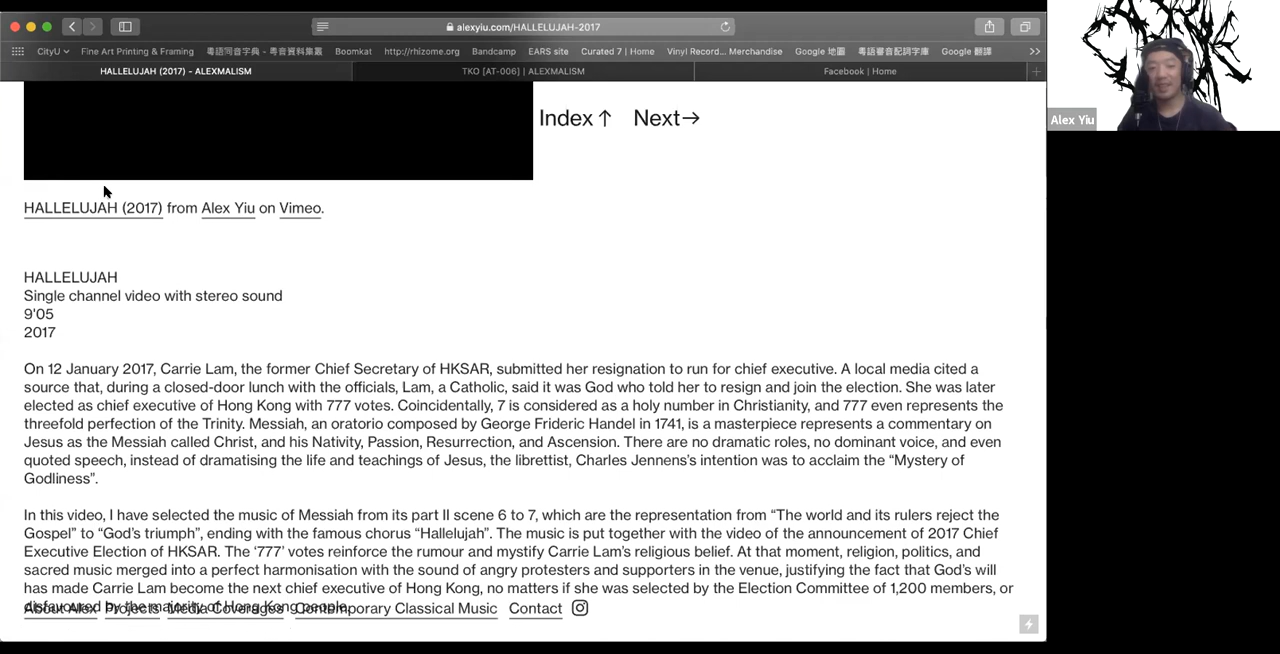 alexyiu.com/HALLELUJAH-2017
CityU Fine Art Printing & Framing 粵語同音字典 - 粵音資料集叢 Boomkat http://rhizome.org Bandcamp EARS site Curated 7 | Home Vinyl Record... Merchandise Google 地圖 粵語審音配詞字庫 Google 翻譯
HALLELUJAH (2017) - ALEXMALISM TKO [AT-006] | ALEXMALISM Facebook | Home
Index↑ Next→
Alex Yiu
HALLELUJAH (2017) from Alex Yiu on Vimeo.
HALLELUJAH
Single channel video with stereo sound
9'05
2017
On 12 January 2017, Carrie Lam, the former Chief Secretary of HKSAR, submitted her resignation to run for chief executive. A local media cited a
source that, during a closed-door lunch with the officials, Lam, a Catholic, said it was God who told her to resign and join the election. She was later
elected as chief executive of Hong Kong with 777 votes. Coincidentally, 7 is considered as a holy number in Christianity, and 777 even represents the
threefold perfection of the Trinity. Messiah, an oratorio composed by George Frideric Handel in 1741, is a masterpiece represents a commentary on
Jesus as the Messiah called Christ, and his Nativity, Passion, Resurrection, and Ascension. There are no dramatic roles, no dominant voice, and even
quoted speech, instead of dramatising the life and teachings of Jesus, the librettist, Charles Jennens's intention was to acclaim the “Mystery of
Godliness”.
In this video, I have selected the music of Messiah from its part II scene 6 to 7, which are the representation from “The world and its rulers reject the
Gospel” to “God's triumph”, ending with the famous chorus “Hallelujah”. The music is put together with the video of the announcement of 2017 Chief
Executive Election of HKSAR. The ‘777’ votes reinforce the rumour and mystify Carrie Lam's religious belief. At that moment, religion, politics, and
sacred music merged into a perfect harmonisation with the sound of angry protesters and supporters in the venue, justifying the fact that God's will
has made Carrie Lam become the next chief executive of Hong Kong, no matters if she was selected by the Election Committee of 1,200 members, or
disfavoured by the majority of Hong Kong people.
About Alex Projects Media Coverages Contemporary Classical Music Contact